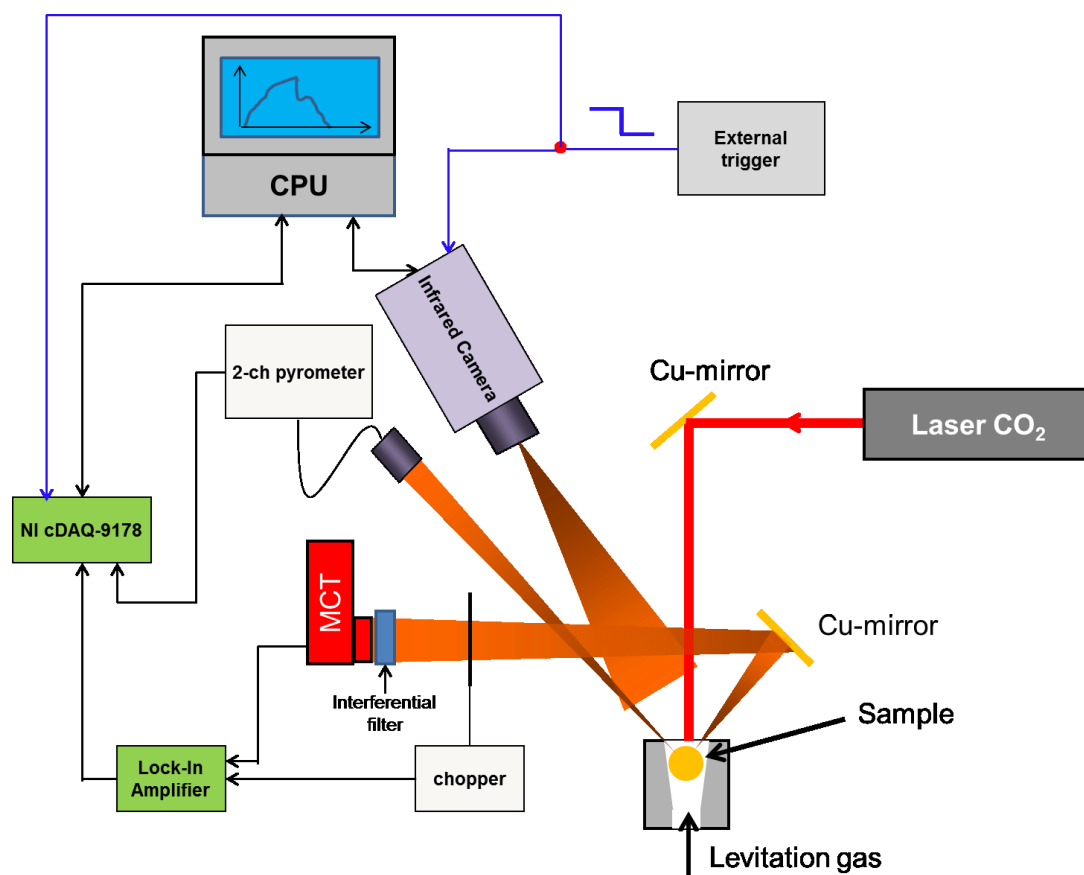 External
trigger
CPU
Infrared Camera
2-ch pyrometer
Cu-mirror
Laser CO₂
NI cDAQ-9178
MCT
Cu-mirror
Interferential
filter
Sample
Lock-In
Amplifier
chopper
Levitation gas